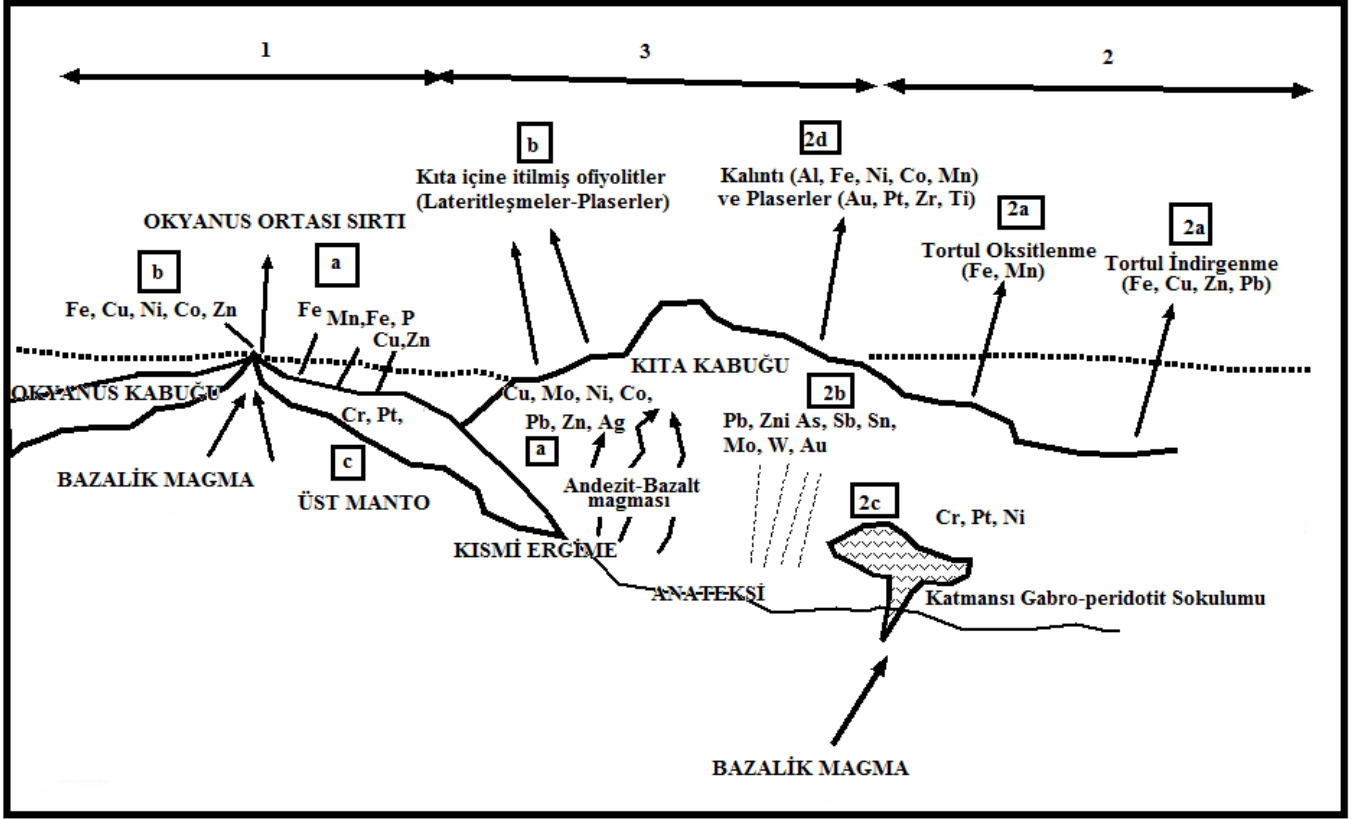 1
3
2
b
2d
Kıta içine itilmiş ofiyolitler
(Lateritleşmeler-Plaserler)
Kalıntı (Al, Fe, Ni, Co, Mn)
ve Plaserler (Au, Pt, Zr, Ti)
2a
2a
OKYANUS ORTASI SIRTI
Tortul Oksitlenme
(Fe, Mn)
Tortul İndirgenme
(Fe, Cu, Zn, Pb)
b
a
Fe, Cu, Ni, Co, Zn
Fe
Mn,Fe, P
Cu,Zn
KITA KABUĞU
OKYANUS KABUĞU
Cr, Pt,
Cu, Mo, Ni, Co,
Pb, Zn, Ag
a
2b
Pb, Zni As, Sb, Sn,
Mo, W, Au
c
BAZALİK MAGMA
ÜST MANTO
Andezit-Bazalt
magması
2c
Cr, Pt, Ni
KISMİ ERGİME
ANATEKSİ
Katmansı Gabro-peridotit Sokulumu
BAZALİK MAGMA